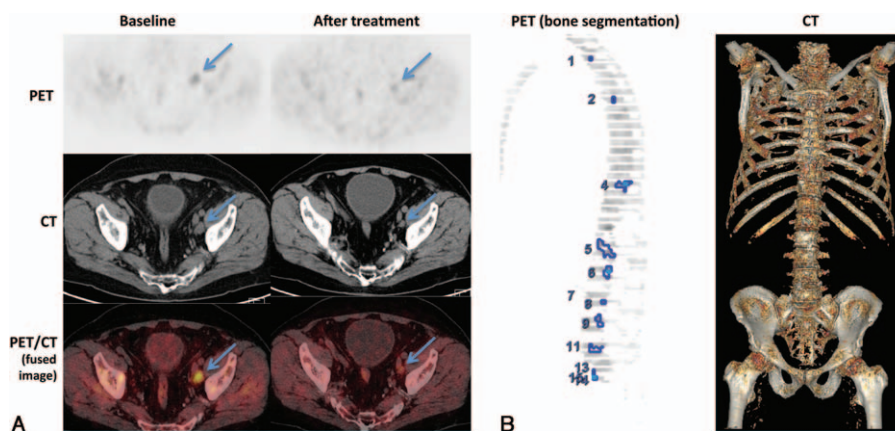 Baseline
After treatment
PET (bone segmentation)
CT
PET
CT
PET/CT
(fused
image)
1
2
4
5
6
7
8
9
11
13
A
B